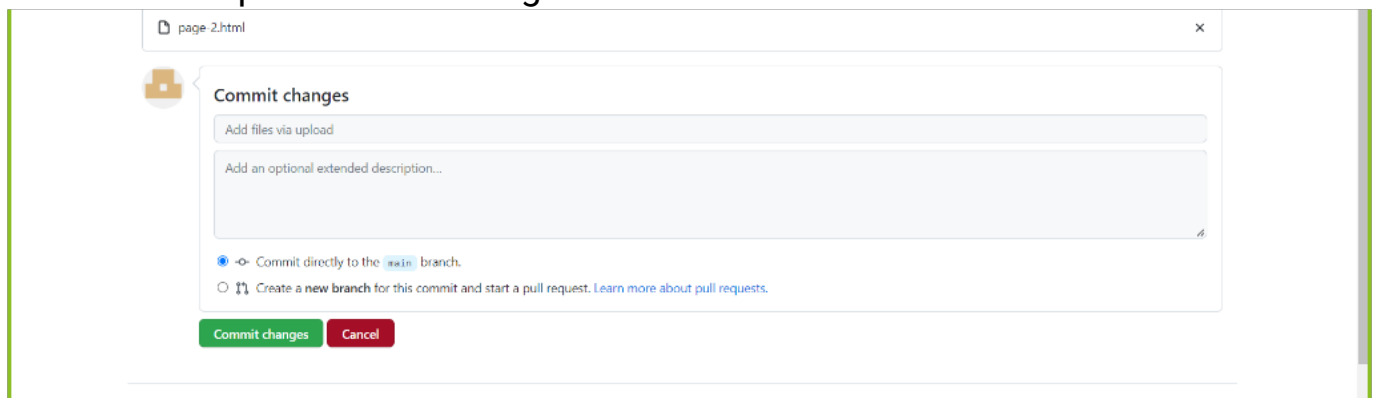 page-2.html
Commit changes
Add files via upload
Add an optional extended description...
Commit directly to the main branch.
Create a new branch for this commit and start a pull request. Learn more about pull requests.
Commit changes Cancel